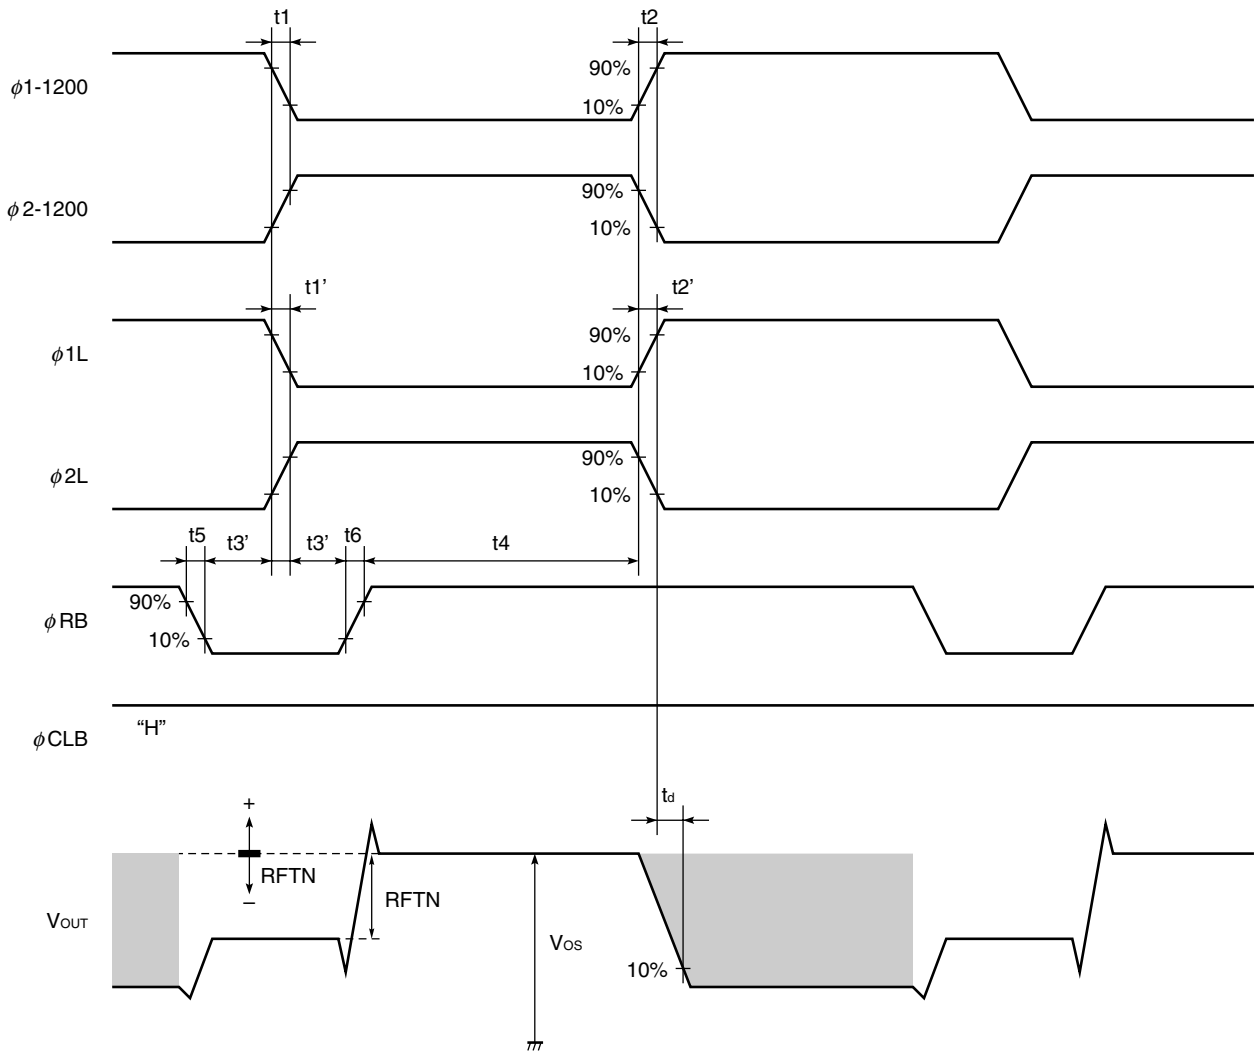 t1 t2
ϕ1-1200 90% 10%
ϕ2-1200 90% 10%
t1’ t2’
ϕ1L 90% 10%
ϕ2L 90% 10%
t5 t3’ t3’ t6 t4
ϕRB 90% 10%
ϕCLB “H”
td
+
RFTN
−
RFTN
VOUT
VOS
10%